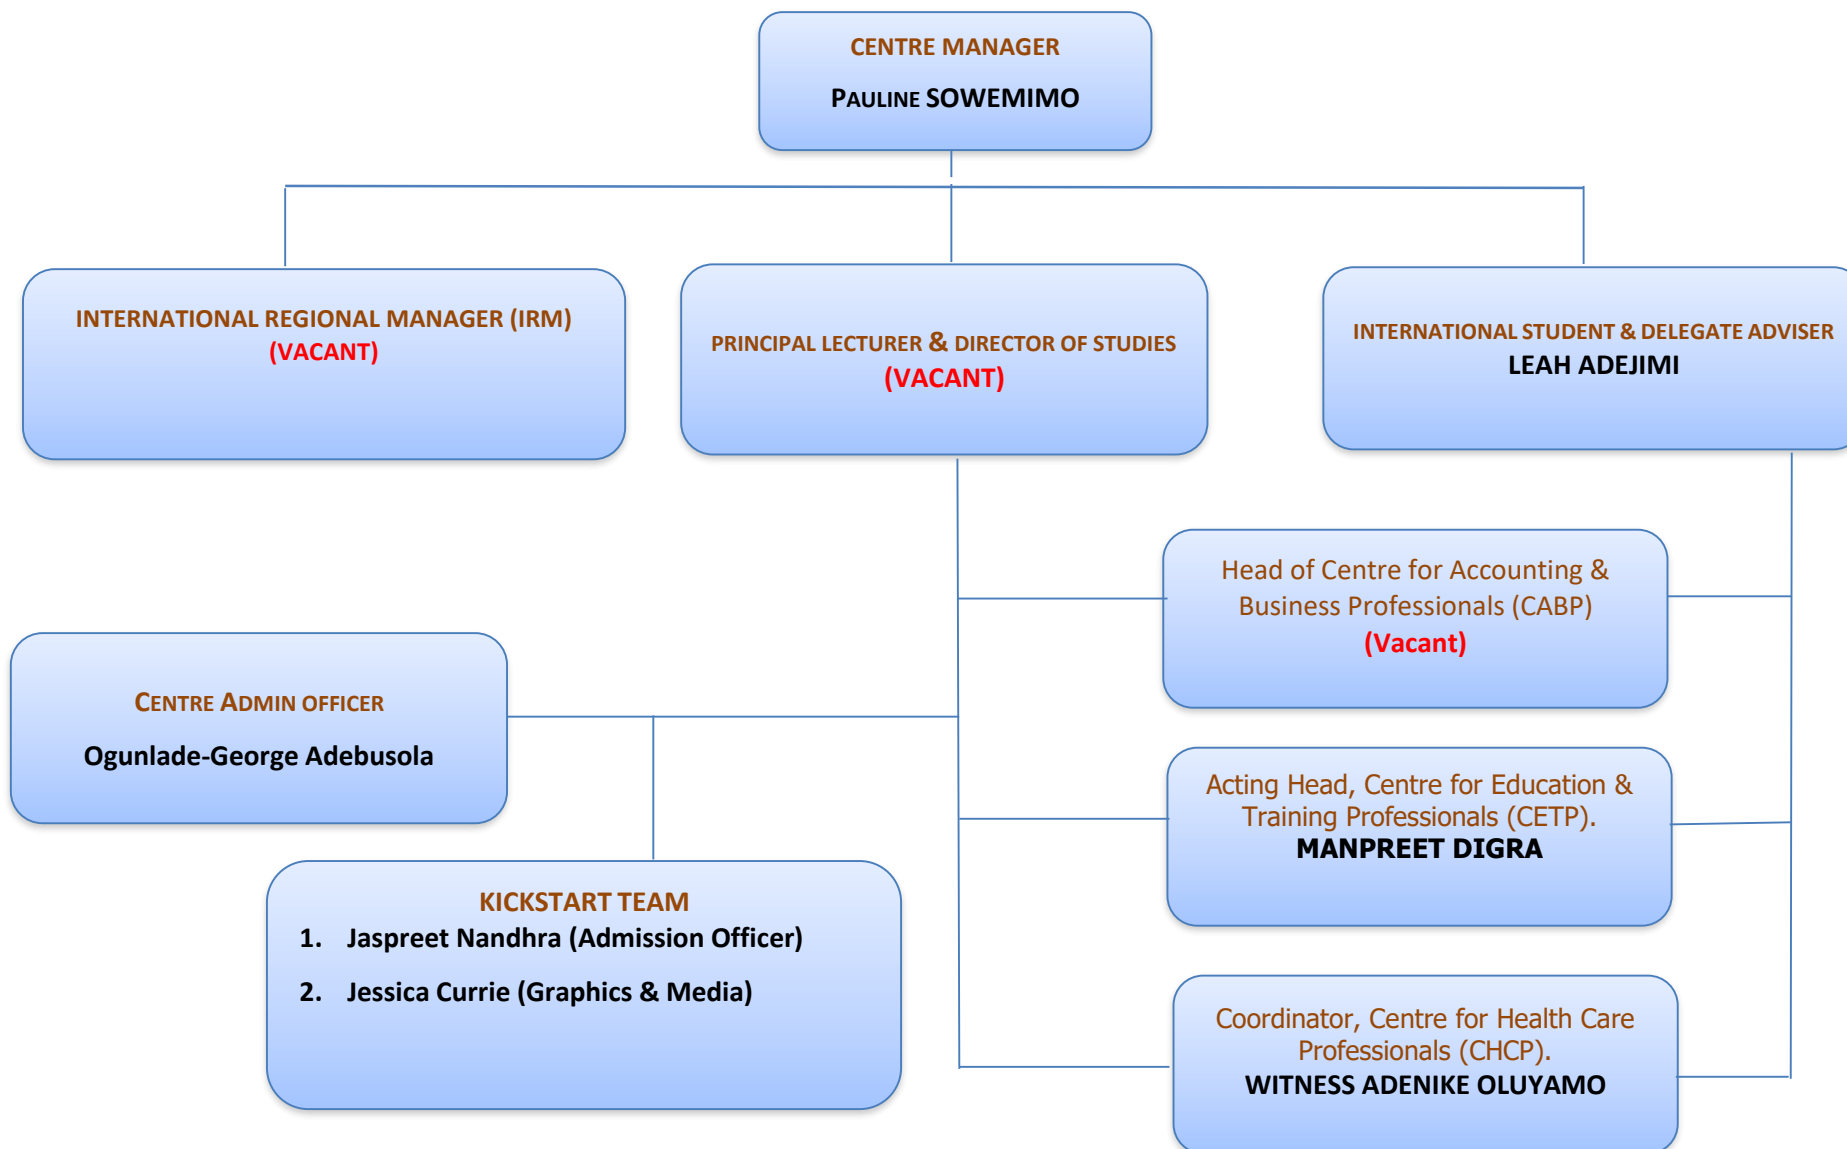 CENTRE MANAGER
PAULINE SOWEMIMO
INTERNATIONAL REGIONAL MANAGER (IRM)
(VACANT)
PRINCIPAL LECTURER & DIRECTOR OF STUDIES
(VACANT)
INTERNATIONAL STUDENT & DELEGATE ADVISER
LEAH ADEJIMI
Head of Centre for Accounting &
Business Professionals (CABP)
(Vacant)
CENTRE ADMIN OFFICER
Ogunlade-George Adebusola
Acting Head, Centre for Education &
Training Professionals (CETP).
MANPREET DIGRA
KICKSTART TEAM
1. Jaspreet Nandhra (Admission Officer)
2. Jessica Currie (Graphics & Media)
Coordinator, Centre for Health Care
Professionals (CHCP).
WITNESS ADENIKE OLUYAMO